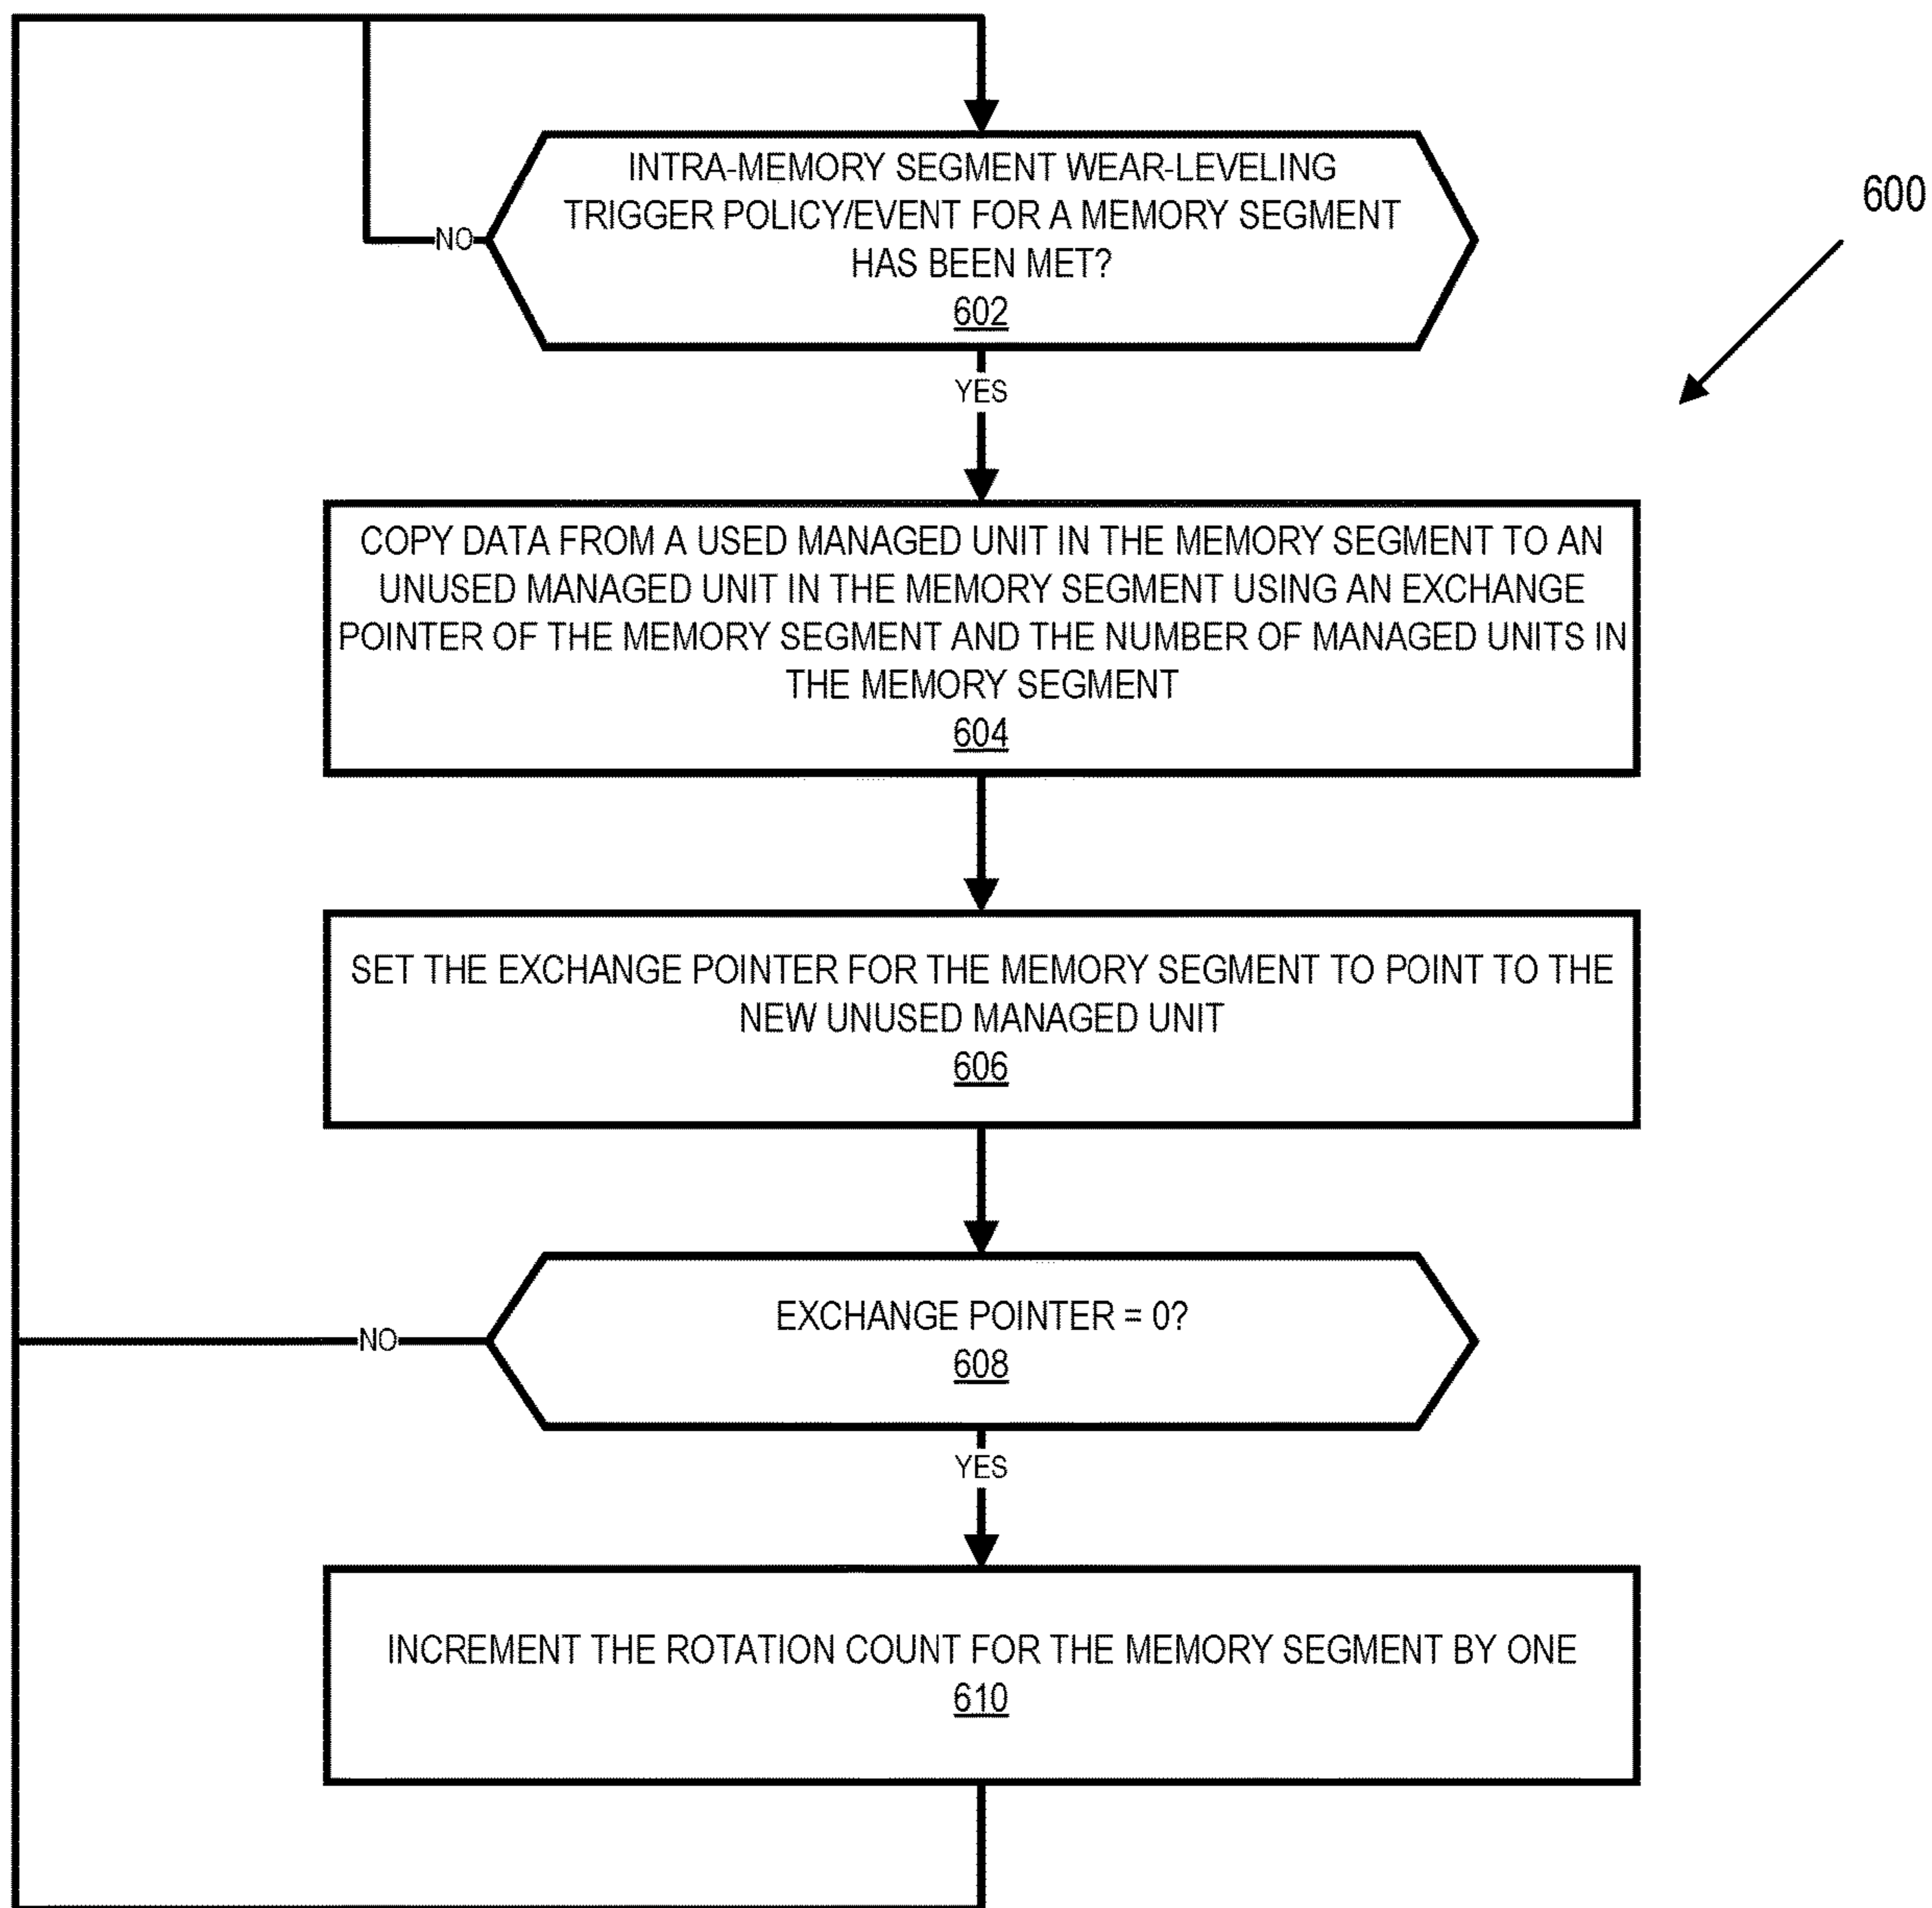 INTRA-MEMORY SEGMENT WEAR-LEVELING
TRIGGER POLICY/EVENT FOR A MEMORY SEGMENT
HAS BEEN MET?
602
600
NO
YES
COPY DATA FROM A USED MANAGED UNIT IN THE MEMORY SEGMENT TO AN
UNUSED MANAGED UNIT IN THE MEMORY SEGMENT USING AN EXCHANGE
POINTER OF THE MEMORY SEGMENT AND THE NUMBER OF MANAGED UNITS IN
THE MEMORY SEGMENT
604
SET THE EXCHANGE POINTER FOR THE MEMORY SEGMENT TO POINT TO THE
NEW UNUSED MANAGED UNIT
606
EXCHANGE POINTER = 0?
608
NO
YES
INCREMENT THE ROTATION COUNT FOR THE MEMORY SEGMENT BY ONE
610